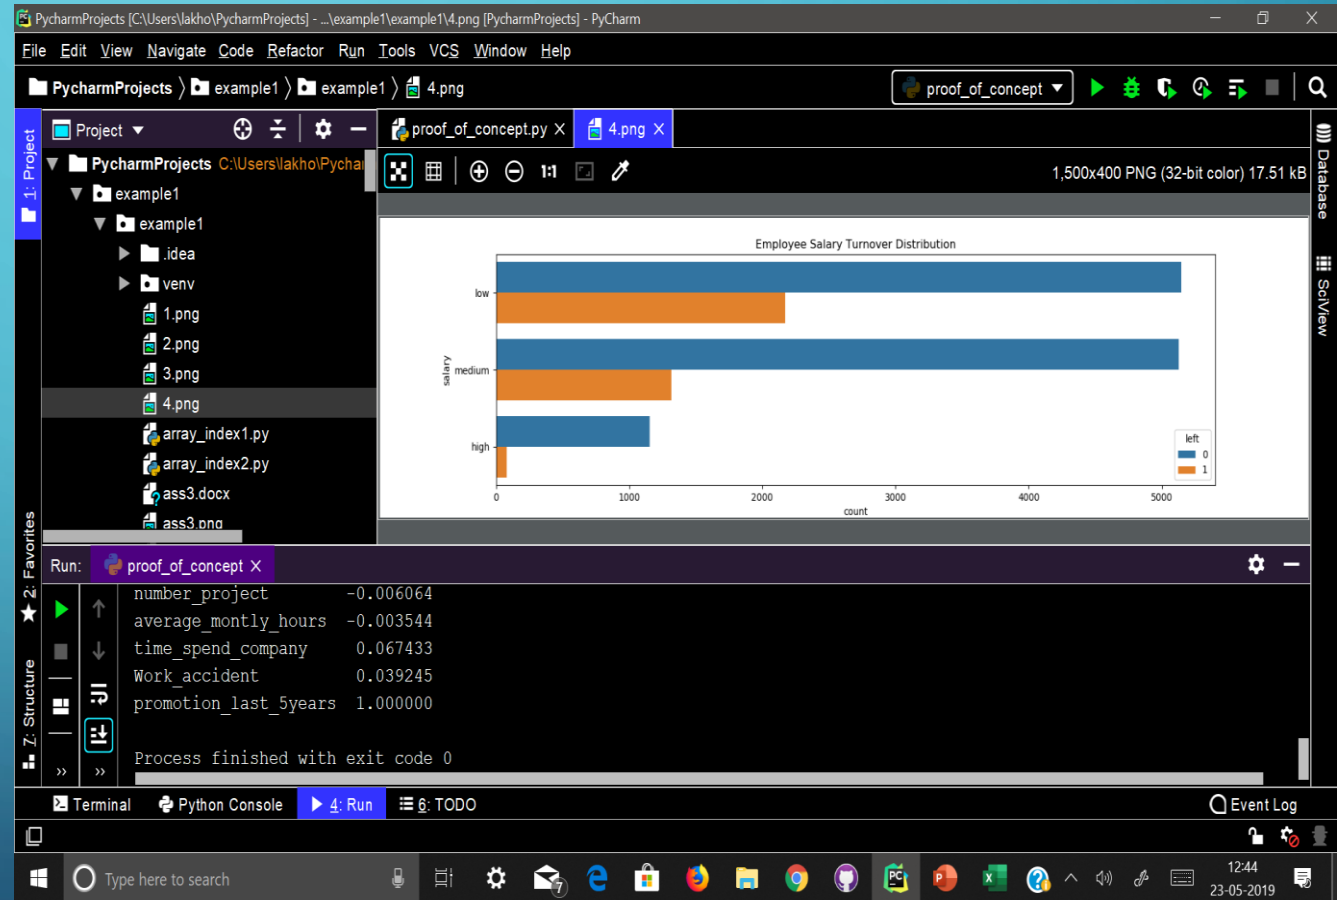 PycharmProjects [C:\Users\lakho\PycharmProjects] - ...\example1\example1\4.png [PycharmProjects] - PyCharm
File Edit View Navigate Code Refactor Run Tools VCS Window Help
PycharmProjects example1 example1 4.png
proof_of_concept
1: Project
Project
proof_of_concept.py
4.png
PycharmProjects C:\Users\lakho\Pychar
1:1
1,500x400 PNG (32-bit color) 17.51 kB
Database
SciView
example1
example1
.idea
venv
1.png
2.png
3.png
4.png
array_index1.py
array_index2.py
ass3.docx
ass3.png
Employee Salary Turnover Distribution
low
medium
high
salary
left
0
1
0 1000 2000 3000 4000 5000
count
2: Favorites
Z: Structure
Run: proof_of_concept
number_project -0.006064
average_montly_hours -0.003544
time_spend_company 0.067433
Work_accident 0.039245
promotion_last_5years 1.000000
Process finished with exit code 0
Terminal Python Console 4: Run 6: TODO Event Log
Type here to search
7
12:44
23-05-2019